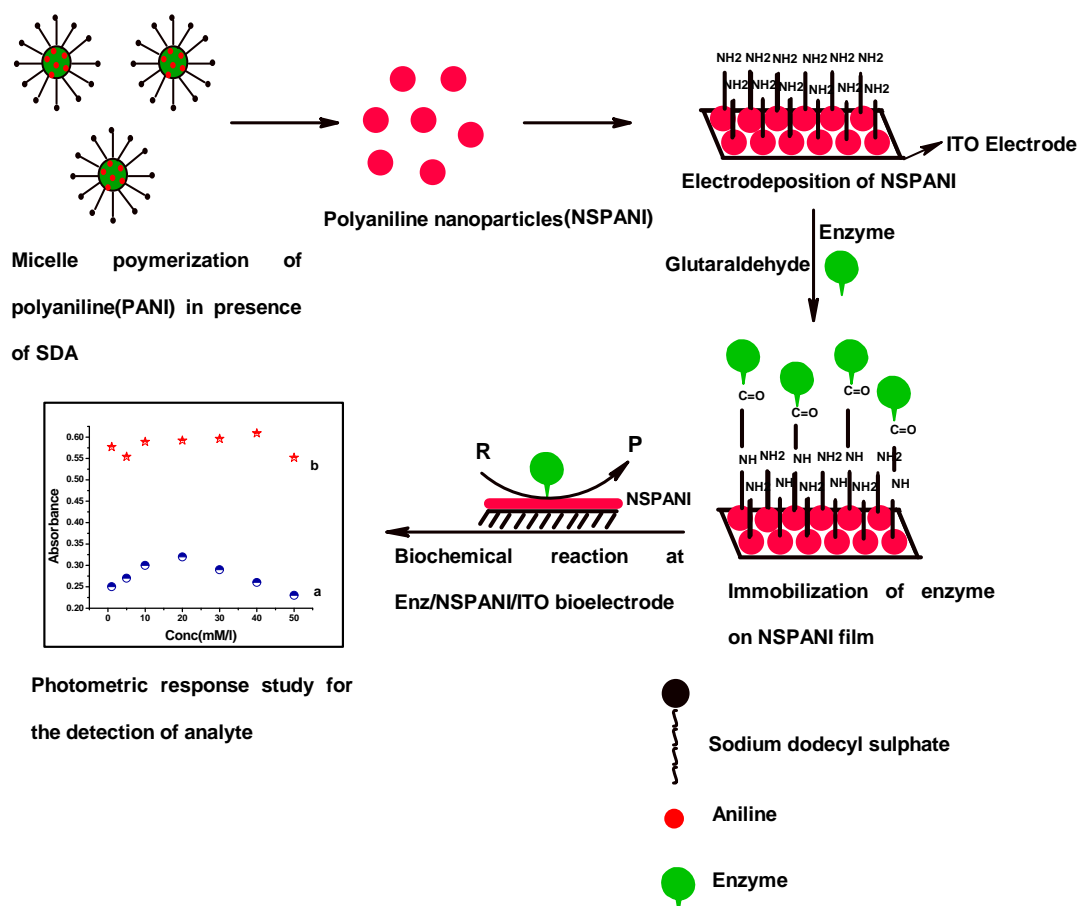 NH2 NH2 NH2 NH2 NH2 NH2
NH2 NH2 NH2 NH2 NH2 NH2
ITO Electrode
Electrodeposition of NSPANI
Polyaniline nanoparticles(NSPANI)
Micelle poymerization of
polyaniline(PANI) in presence
of SDA
Enzyme
Glutaraldehyde
C=O C=O C=O C=O
NH NH2 NH NH2 NH NH2
NH2 NH2 NH2 NH NH2 NH
Immobilization of enzyme
on NSPANI film
R P
NSPANI
Biochemical reaction at
Enz/NSPANI/ITO bioelectrode
0.60
0.55
0.50
0.45
0.40
0.35
0.30
0.25
0.20
Absorbance
b
a
0 10 20 30 40 50
Conc(mM/l)
Photometric response study for
the detection of analyte
Sodium dodecyl sulphate
Aniline
Enzyme